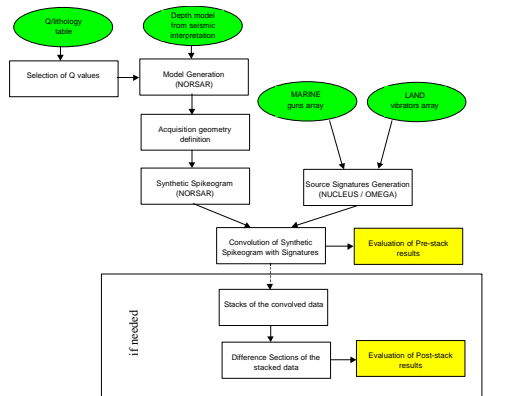 Q/lithology
table
Depth model
from seismic
interpretation
Selection of Q values
Model Generation
(NORSAR)
MARINE
guns array
LAND
vibrators array
Acquisition geometry
definition
Synthetic Spikeogram
(NORSAR)
Source Signatures Generation
(NUCLEUS / OMEGA)
Convolution of Synthetic
Spikeogram with Signatures
Evaluation of Pre-stack
results
if needed
Stacks of the convolved data
Difference Sections of the
stacked data
Evaluation of Post-stack
results